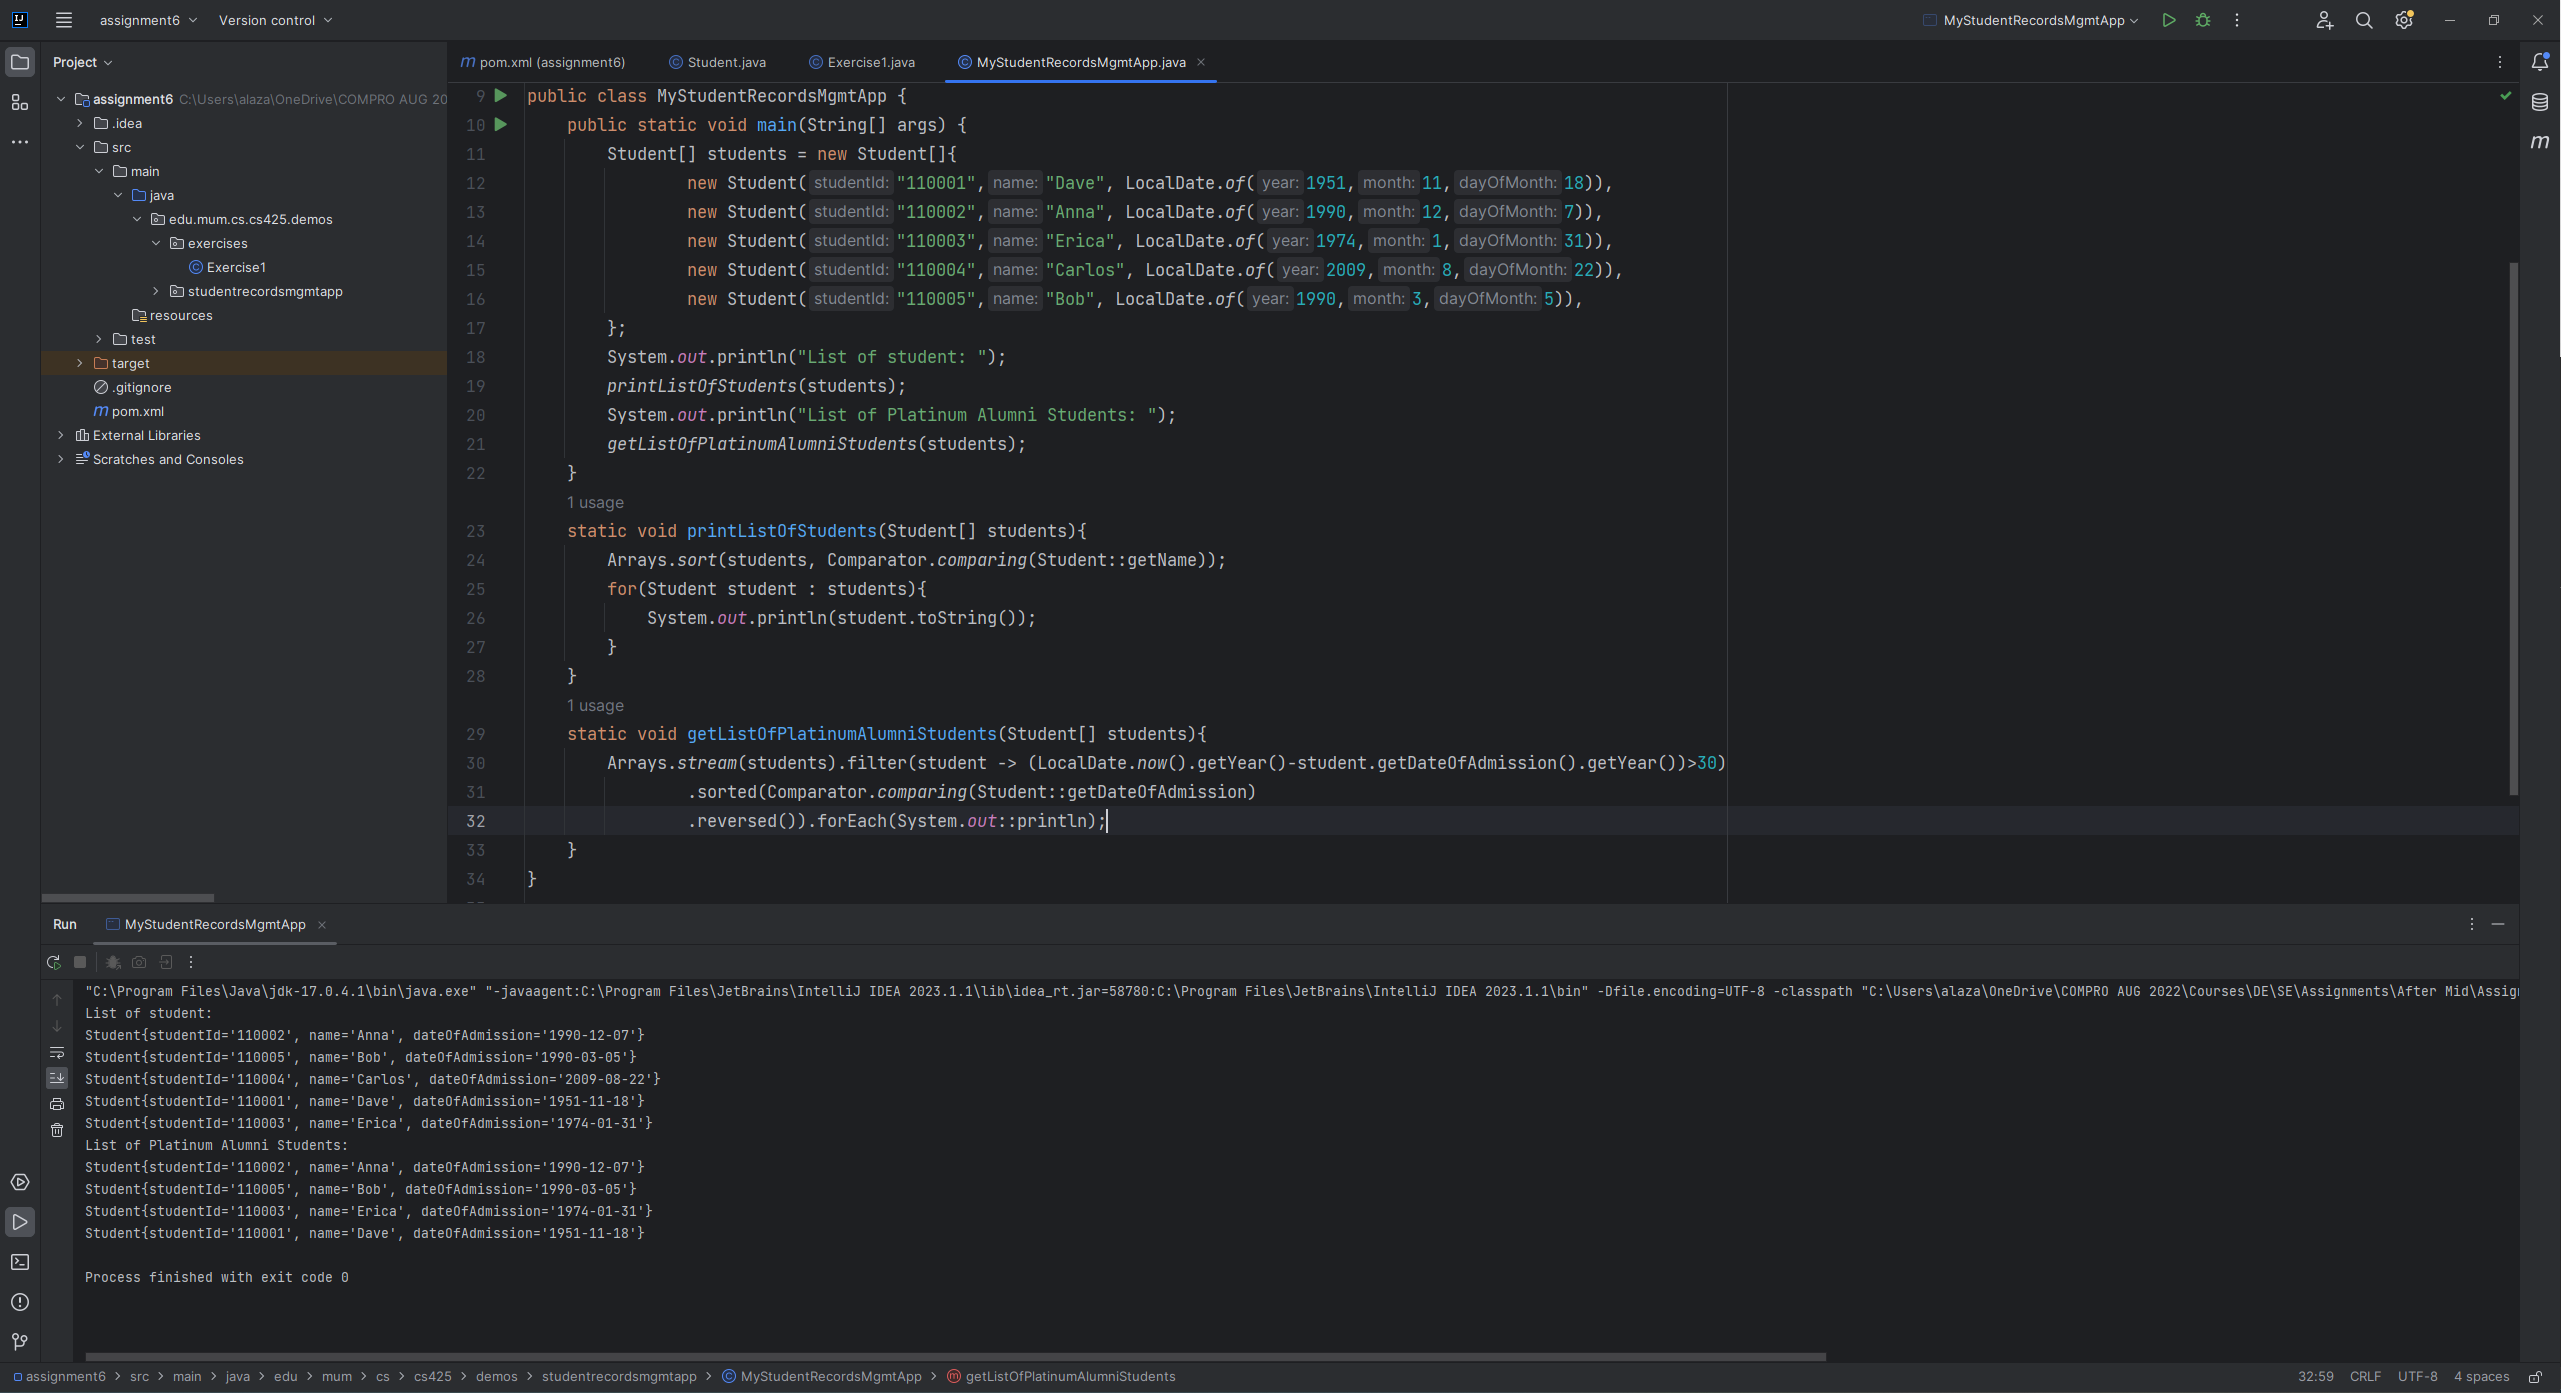 assignment6 Version control MyStudentRecordsMgmtApp
Project
assignment6 C:\Users\alaza\OneDrive\COMPRO AUG 20
.idea
src
main
java
edu.mum.cs.cs425.demos
exercises
Exercise1
studentrecordsmgmtapp
resources
test
target
.gitignore
m pom.xml
External Libraries
Scratches and Consoles
m pom.xml (assignment6) Student.java Exercise1.java MyStudentRecordsMgmtApp.java
9 public class MyStudentRecordsMgmtApp {
10 public static void main(String[] args) {
11 Student[] students = new Student[]{
12 new Student( studentId: "110001", name: "Dave", LocalDate.of( year: 1951, month: 11, dayOfMonth: 18)),
13 new Student( studentId: "110002", name: "Anna", LocalDate.of( year: 1990, month: 12, dayOfMonth: 7)),
14 new Student( studentId: "110003", name: "Erica", LocalDate.of( year: 1974, month: 1, dayOfMonth: 31)),
15 new Student( studentId: "110004", name: "Carlos", LocalDate.of( year: 2009, month: 8, dayOfMonth: 22)),
16 new Student( studentId: "110005", name: "Bob", LocalDate.of( year: 1990, month: 3, dayOfMonth: 5)),
17 };
18 System.out.println("List of student: ");
19 printListOfStudents(students);
20 System.out.println("List of Platinum Alumni Students: ");
21 getListOfPlatinumAlumniStudents(students);
22 }
1 usage
23 static void printListOfStudents(Student[] students){
24 Arrays.sort(students, Comparator.comparing(Student::getName));
25 for(Student student : students){
26 System.out.println(student.toString());
27 }
28 }
1 usage
29 static void getListOfPlatinumAlumniStudents(Student[] students){
30 Arrays.stream(students).filter(student -> (LocalDate.now().getYear()-student.getDateOfAdmission().getYear())>30)
31 .sorted(Comparator.comparing(Student::getDateOfAdmission)
32 .reversed()).forEach(System.out::println);
33 }
34 }
Run MyStudentRecordsMgmtApp
"C:\Program Files\Java\jdk-17.0.4.1\bin\java.exe" "-javaagent:C:\Program Files\JetBrains\IntelliJ IDEA 2023.1.1\lib\idea_rt.jar=58780:C:\Program Files\JetBrains\IntelliJ IDEA 2023.1.1\bin" -Dfile.encoding=UTF-8 -classpath "C:\Users\alaza\OneDrive\COMPRO AUG 2022\Courses\DE\SE\Assignments\After Mid\Assig
List of student:
Student{studentId='110002', name='Anna', dateOfAdmission='1990-12-07'}
Student{studentId='110005', name='Bob', dateOfAdmission='1990-03-05'}
Student{studentId='110004', name='Carlos', dateOfAdmission='2009-08-22'}
Student{studentId='110001', name='Dave', dateOfAdmission='1951-11-18'}
Student{studentId='110003', name='Erica', dateOfAdmission='1974-01-31'}
List of Platinum Alumni Students:
Student{studentId='110002', name='Anna', dateOfAdmission='1990-12-07'}
Student{studentId='110005', name='Bob', dateOfAdmission='1990-03-05'}
Student{studentId='110003', name='Erica', dateOfAdmission='1974-01-31'}
Student{studentId='110001', name='Dave', dateOfAdmission='1951-11-18'}
Process finished with exit code 0
assignment6 > src > main > java > edu > mum > cs > cs425 > demos > studentrecordsmgmtapp > MyStudentRecordsMgmtApp > getListOfPlatinumAlumniStudents 32:59 CRLF UTF-8 4 spaces